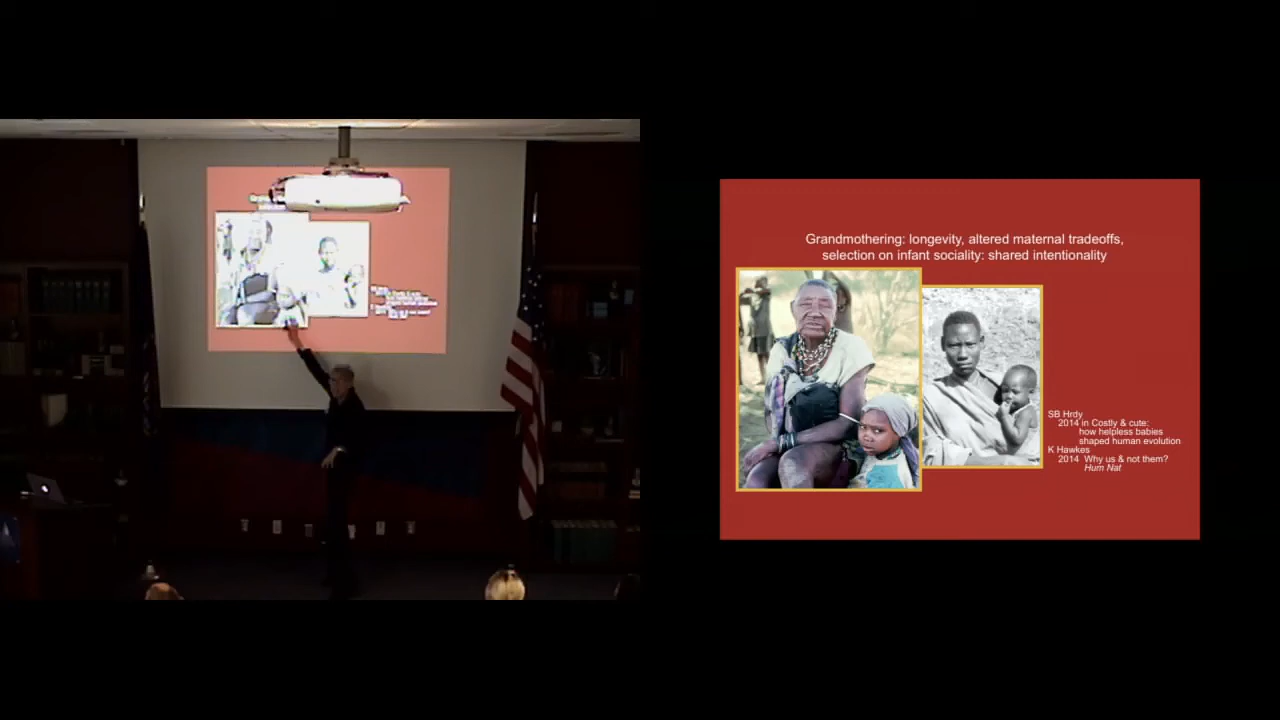 Grandmothering: longevity, altered maternal tradeoffs,
selection on infant sociality: shared intentionality
SB Hrdy
2014 in Costly & cute:
how helpless babies
shaped human evolution
K Hawkes
2014 Why us & not them?
Hum Nat